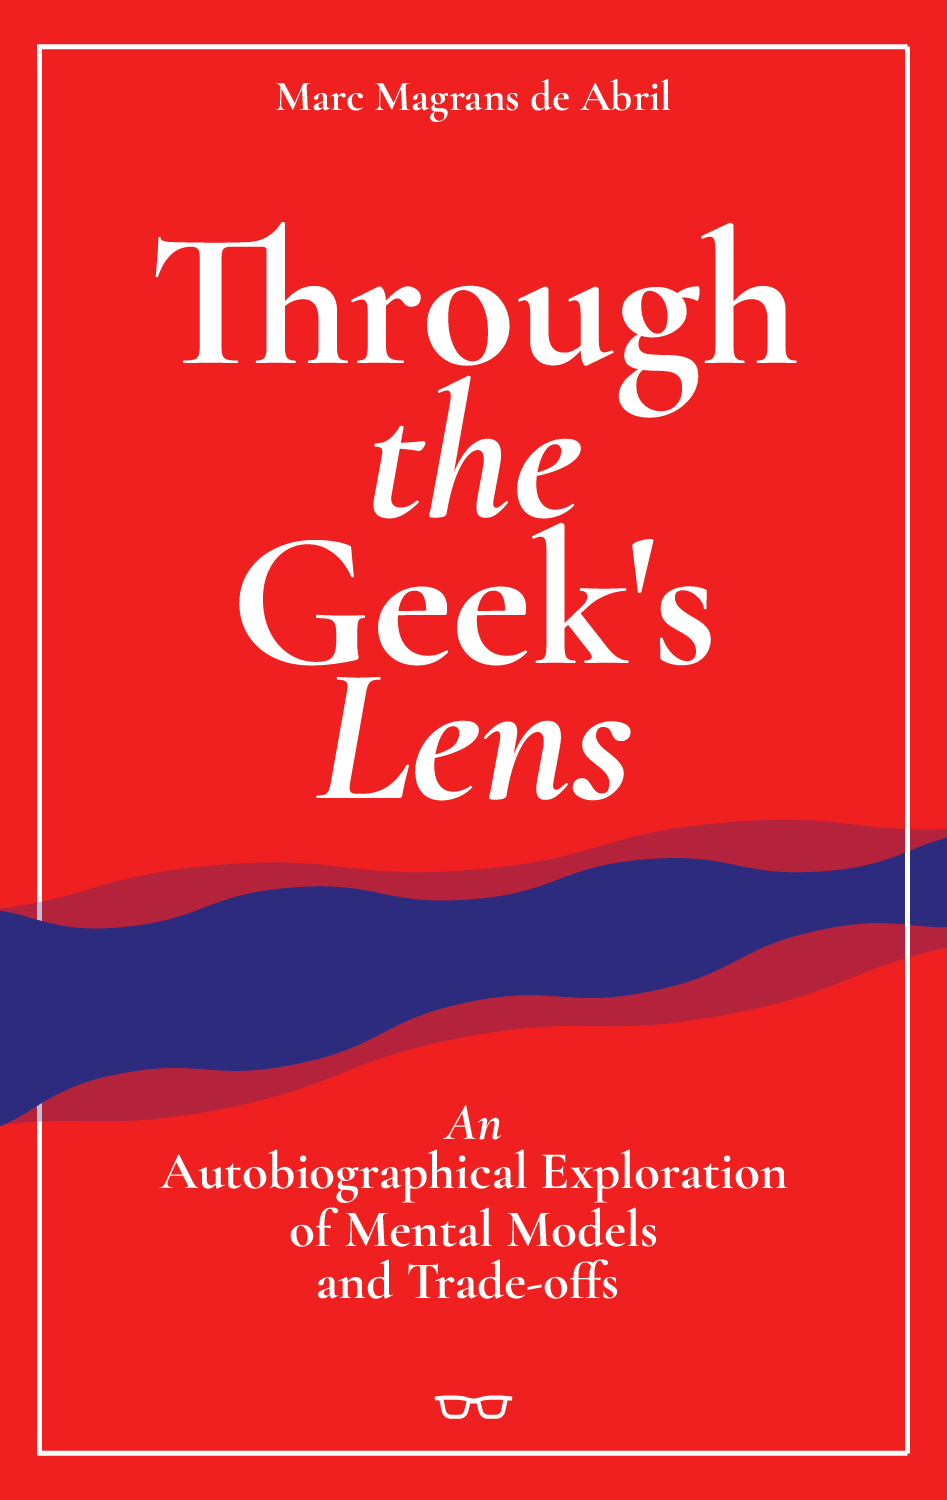 Marc Magrans de Abril
Through
the
Geek's
Lens
An
Autobiographical Exploration
of Mental Models
and Trade-offs